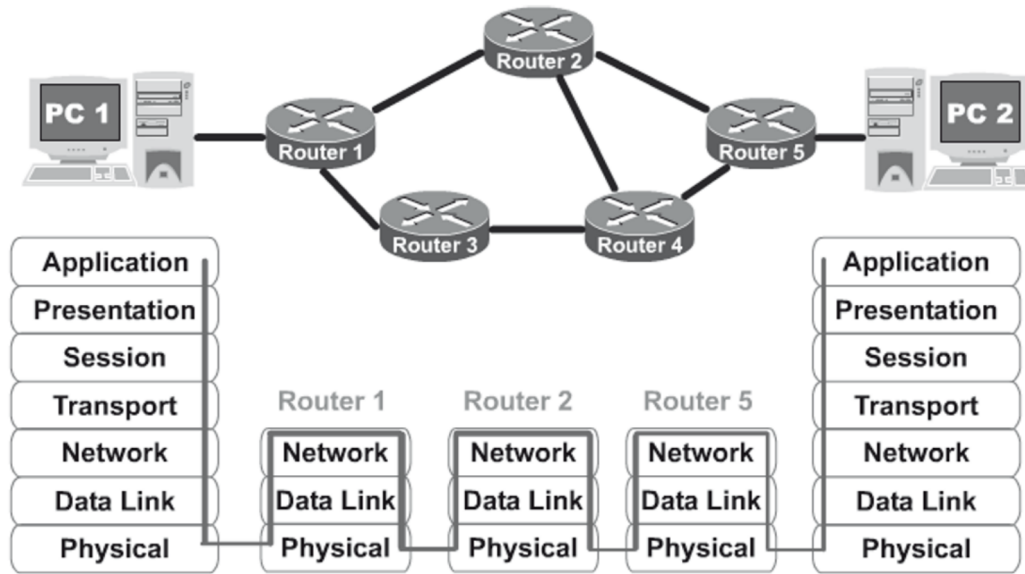 Router 2
PC 1
PC 2
Router 1
Router 5
Router 3
Router 4
Application
Presentation
Session
Transport
Network
Data Link
Physical
Router 1
Network
Data Link
Physical
Router 2
Network
Data Link
Physical
Router 5
Network
Data Link
Physical
Application
Presentation
Session
Transport
Network
Data Link
Physical